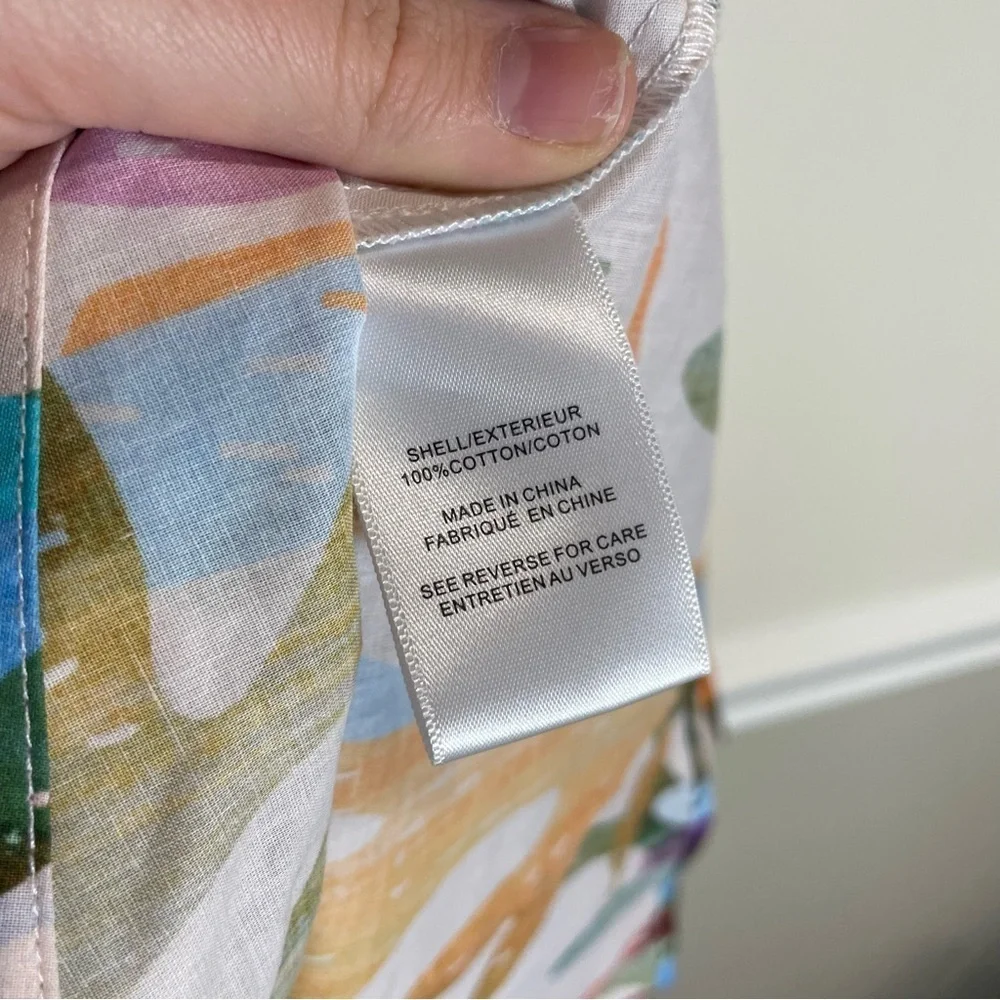 SHELL/EXTERIEUR
100%COTTON/COTON
MADE IN CHINA
FABRIQUÉ EN CHINE
SEE REVERSE FOR CARE
ENTRETIEN AU VERSO